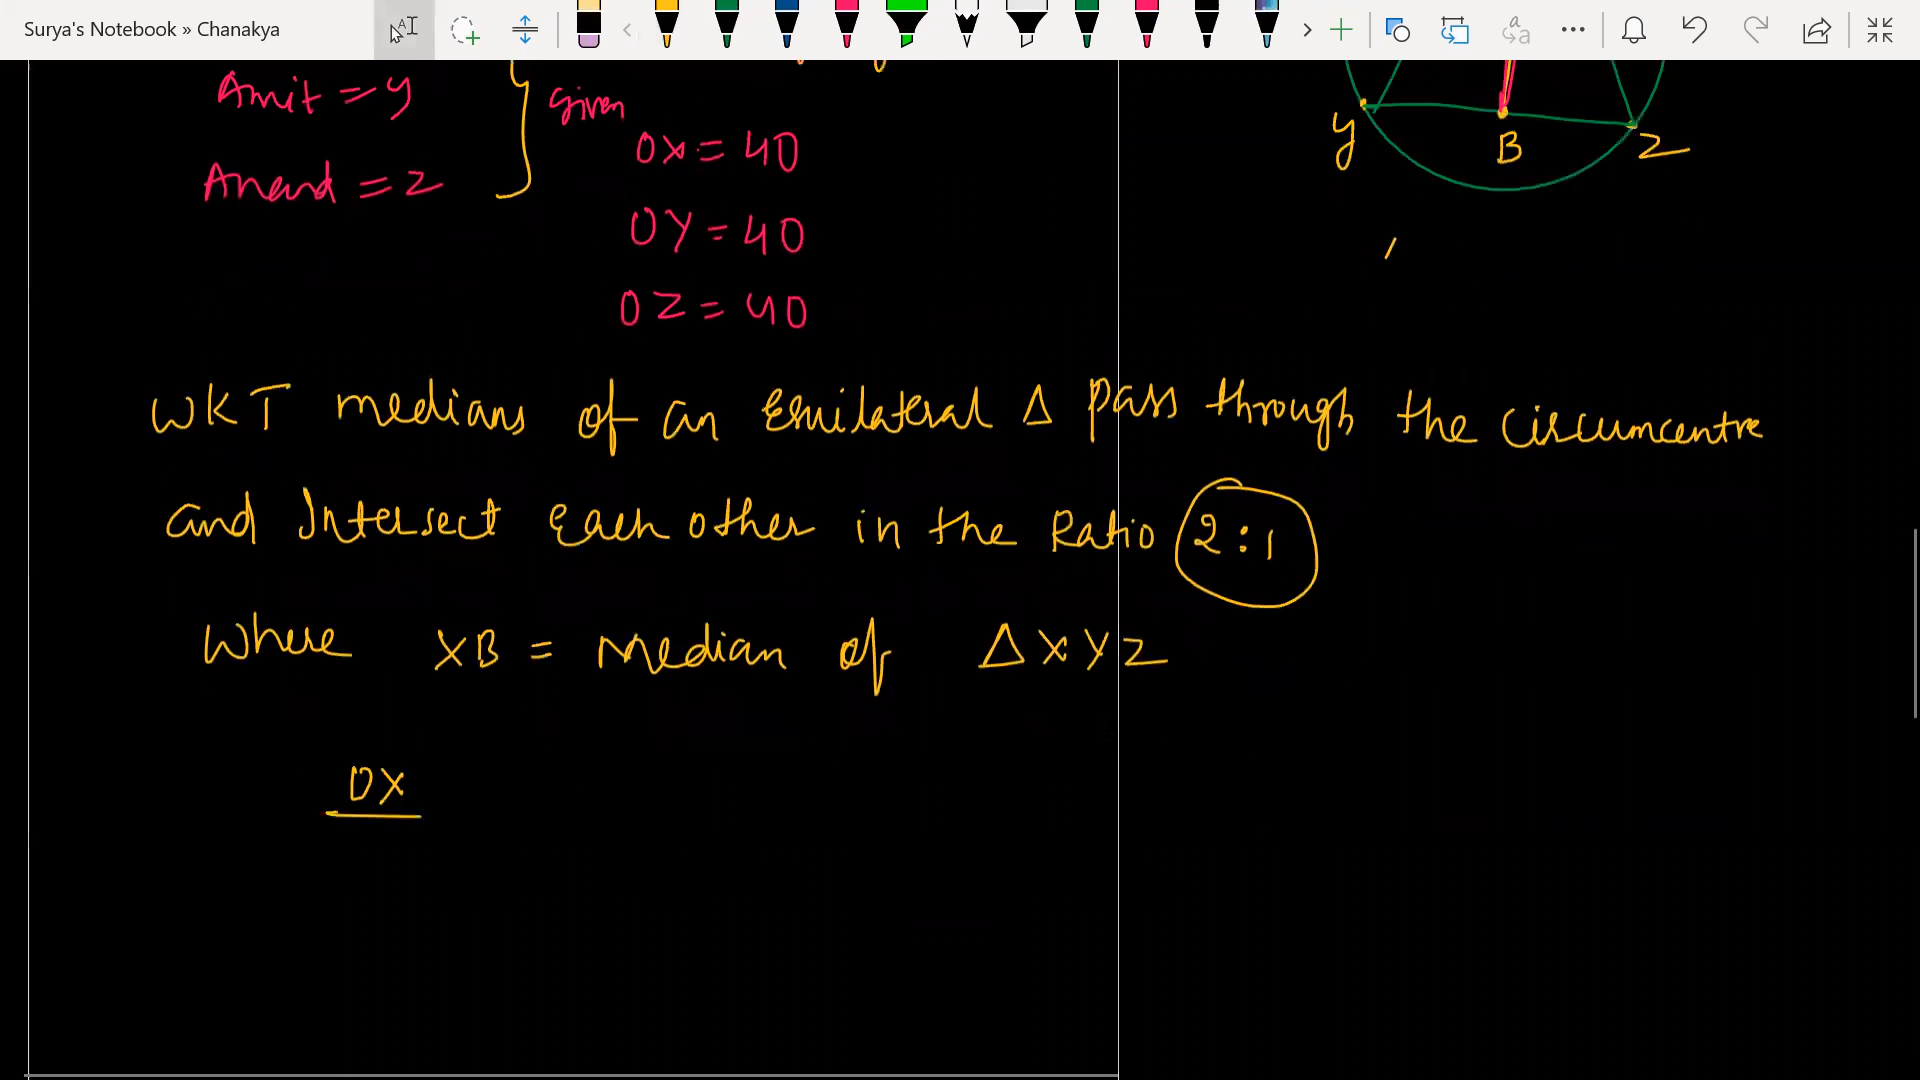 Surya's Notebook » Chanakya
Amit = y
Given
Anand = z
OX = 40
OY = 40
OZ = 40
y
B
Z
WKT medians of an Equilateral Δ pass through the circumcentre
and Intersect Each other in the Ratio 2:1
Where XB = Median of ΔXYZ
OX